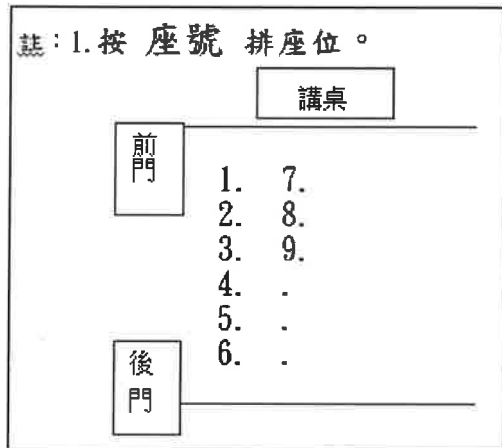 註：1.按 座號 排座位。
講桌
前門
1. 7.
2. 8.
3. 9.
4. .
5. .
6. .
後門